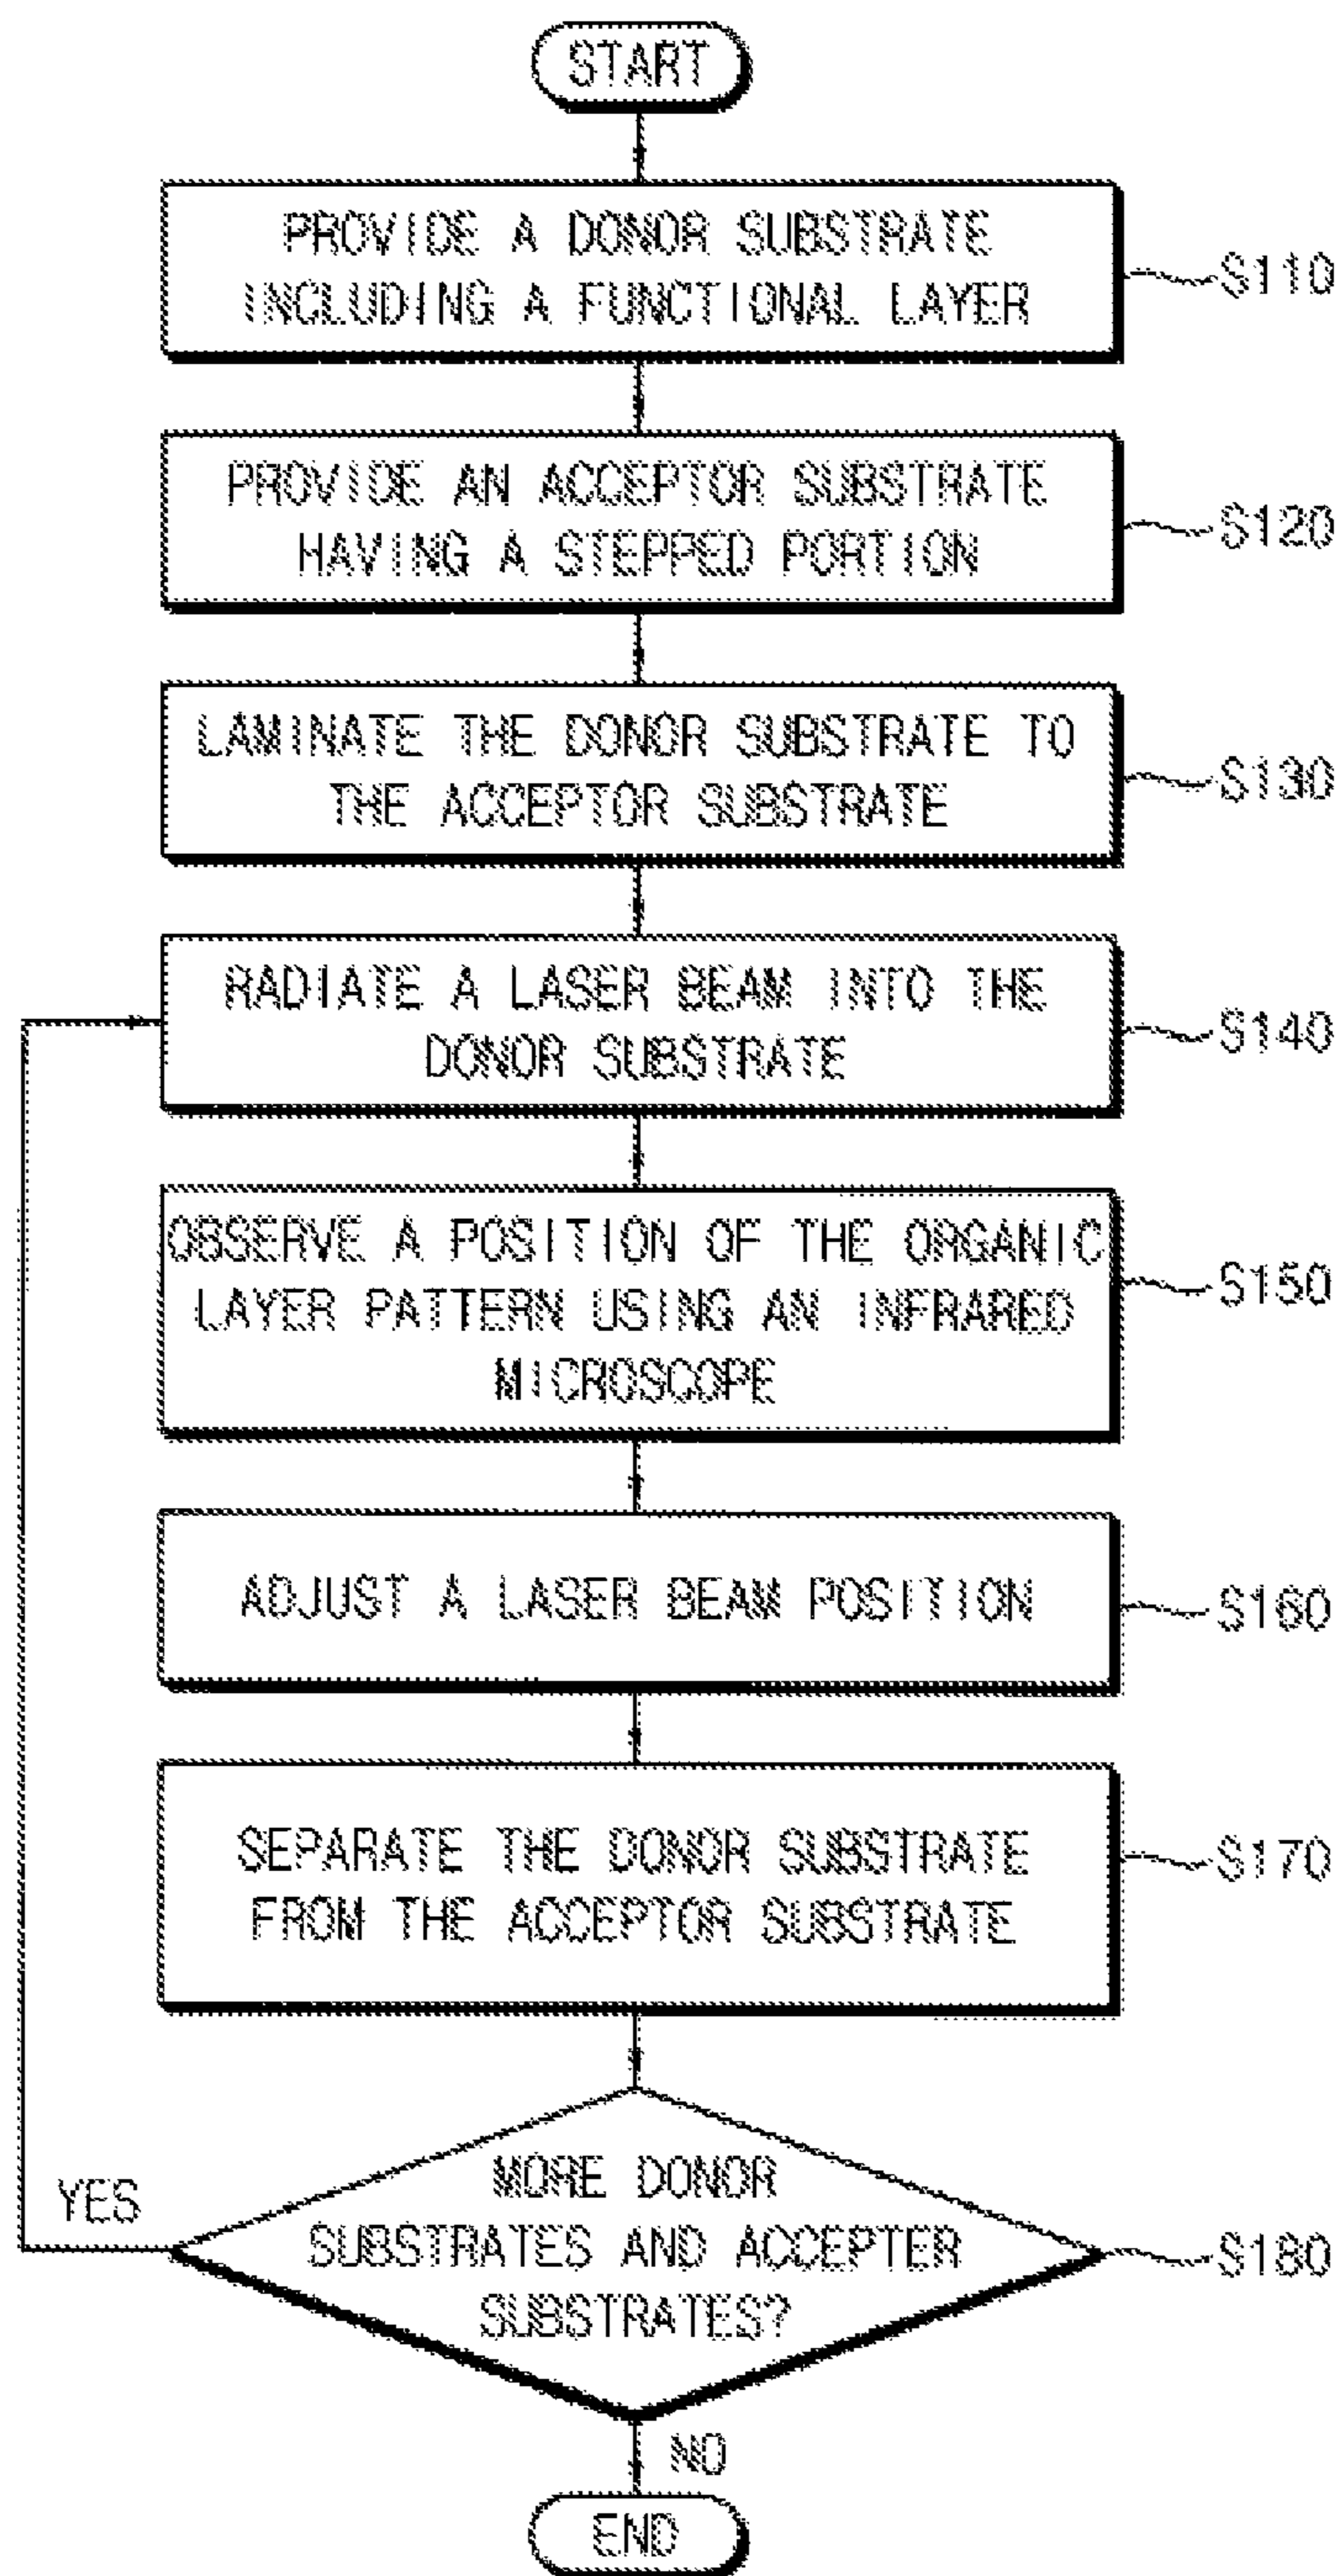 START
PROVIDE A DONOR SUBSTRATE
INCLUDING A FUNCTIONAL LAYER
S110
PROVIDE AN ACCEPTOR SUBSTRATE
HAVING A STEPPED PORTION
S120
LAMINATE THE DONOR SUBSTRATE TO
THE ACCEPTOR SUBSTRATE
S130
RADIATE A LASER BEAM INTO THE
DONOR SUBSTRATE
S140
OBSERVE A POSITION OF THE ORGANIC
LAYER PATTERN USING AN INFRARED
MICROSCOPE
S150
ADJUST A LASER BEAM POSITION
S160
SEPARATE THE DONOR SUBSTRATE
FROM THE ACCEPTOR SUBSTRATE
S170
MORE DONOR
SUBSTRATES AND ACCEPTER
SUBSTRATES?
S180
YES
NO
END